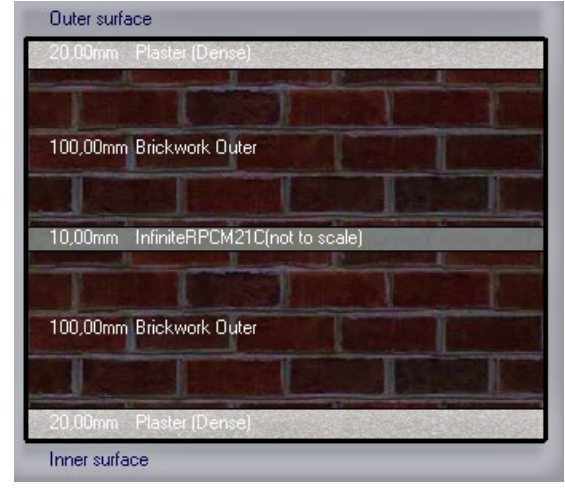 Outer surface
20,00mm Plaster (Dense)
100,00mm Brickwork Outer
10,00mm InfiniteRPCM21C(not to scale)
100,00mm Brickwork Outer
20,00mm Plaster (Dense)
Inner surface